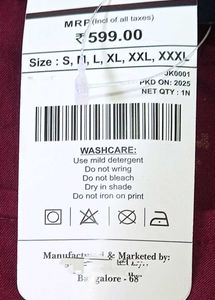 MRP (Incl of all taxes)
₹ 599.00
Size : S, M, L, XL, XXL, XXXL
JK0001
PKD ON: 2025
NET QTY : 1N
WASHCARE:
Use mild detergent
Do not wring
Do not bleach
Dry in shade
Do not iron on print
Manufactured & Marketed by:
Bangalore - 68